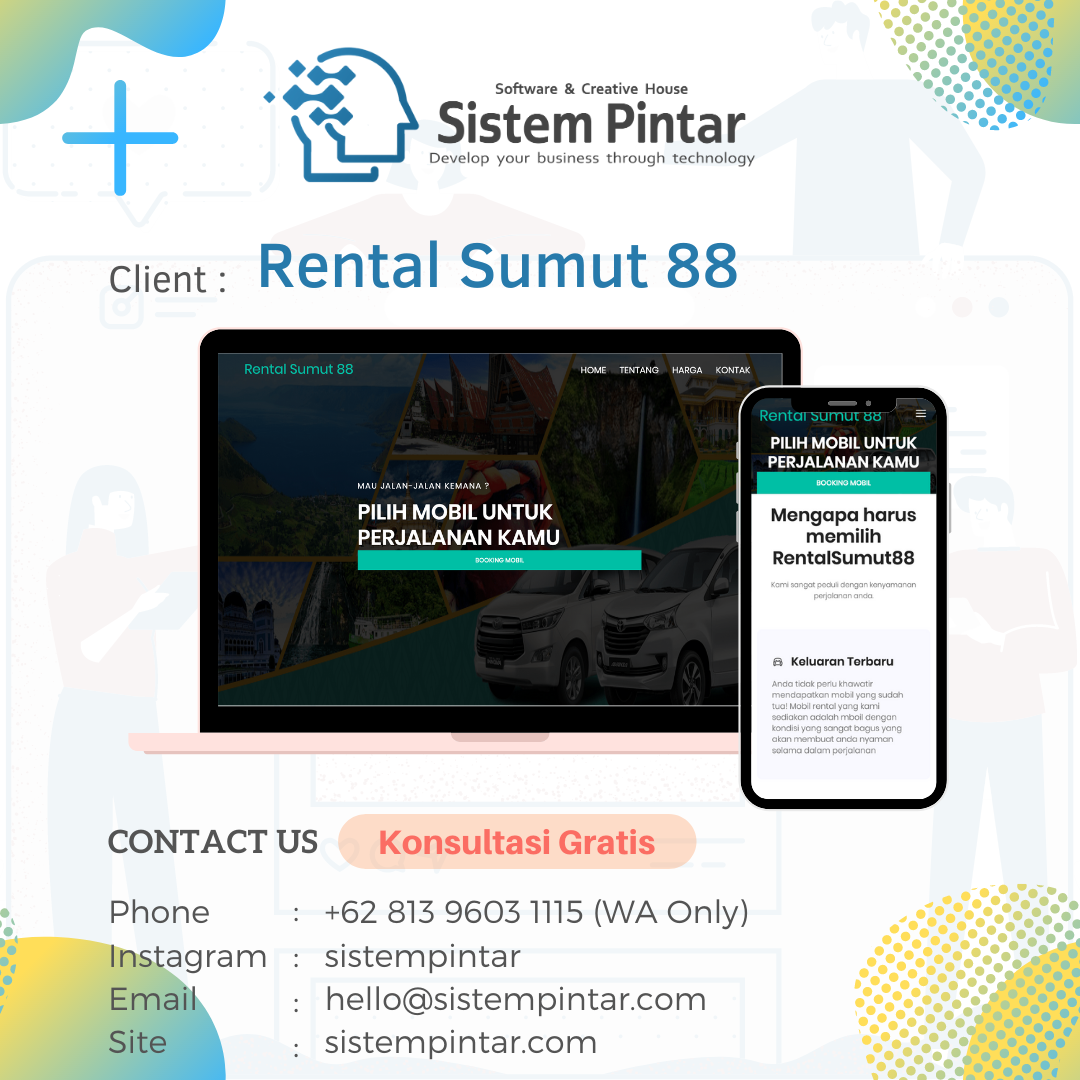 Software & Creative House
Sistem Pintar
Develop your business through technology
Client :
Rental Sumut 88
Rental Sumut 88
HOME TENTANG HARGA KONTAK
MAU JALAN-JALAN KEMANA ?
PILIH MOBIL UNTUK
PERJALANAN KAMU
BOOKING MOBIL
Rental Sumut 88
PILIH MOBIL UNTUK
PERJALANAN KAMU
BOOKING MOBIL
Mengapa harus
memilih
RentalSumut88
Kami sangat peduli dengan kenyamanan
perjalanan anda.
Keluaran Terbaru
Anda tidak perlu khawatir
mendapatkan mobil yang sudah
tua! Mobil rental yang kami
sediakan adalah mboil dengan
kondisi yang sangat bagus yang
akan membuat anda nyaman
selama dalam perjalanan
CONTACT US
Konsultasi Gratis
Phone : +62 813 9603 1115 (WA Only)
Instagram : sistempintar
Email : hello@sistempintar.com
Site : sistempintar.com